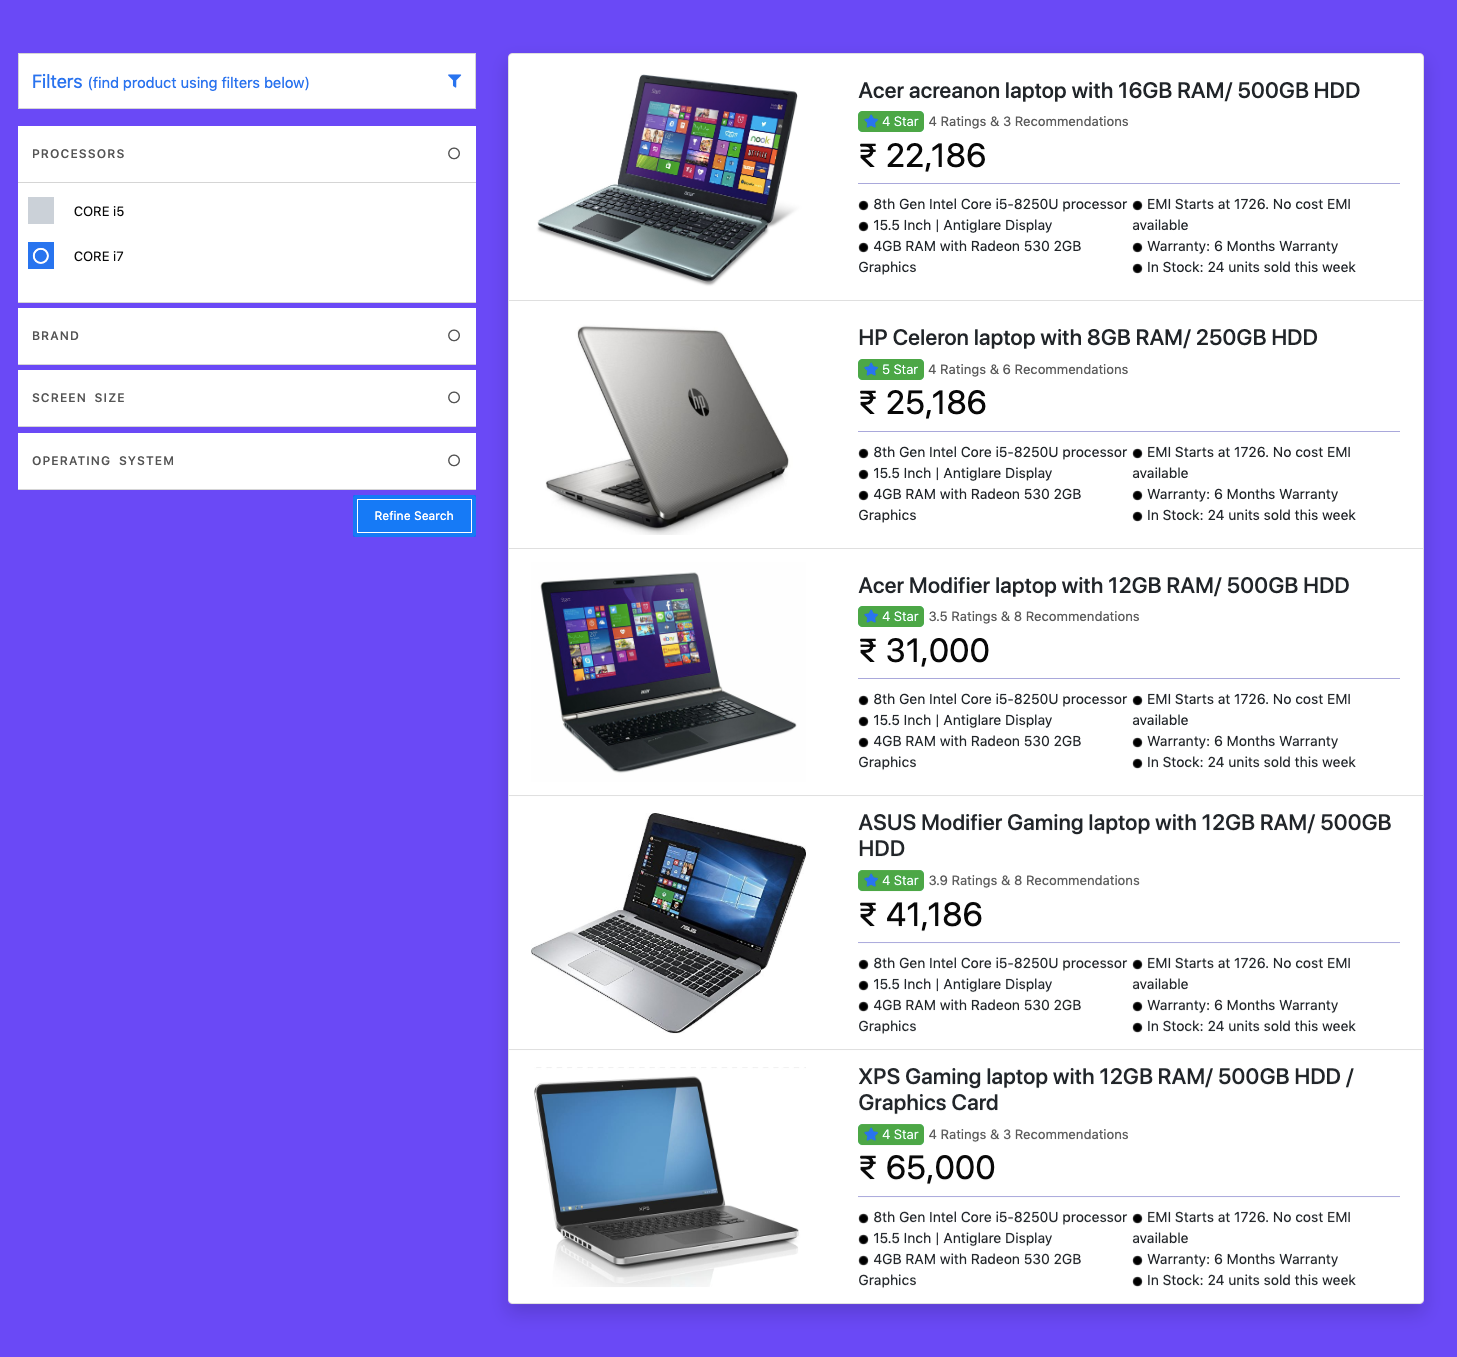 Filters (find product using filters below)
PROCESSORS
CORE i5
CORE i7
BRAND
SCREEN SIZE
OPERATING SYSTEM
Refine Search
Acer acreanon laptop with 16GB RAM/ 500GB HDD
4 Star 4 Ratings & 3 Recommendations
₹ 22,186
8th Gen Intel Core i5-8250U processor
15.5 Inch | Antiglare Display
4GB RAM with Radeon 530 2GB
Graphics
EMI Starts at 1726. No cost EMI
available
Warranty: 6 Months Warranty
In Stock: 24 units sold this week
hp
HP Celeron laptop with 8GB RAM/ 250GB HDD
5 Star 4 Ratings & 6 Recommendations
₹ 25,186
8th Gen Intel Core i5-8250U processor
15.5 Inch | Antiglare Display
4GB RAM with Radeon 530 2GB
Graphics
EMI Starts at 1726. No cost EMI
available
Warranty: 6 Months Warranty
In Stock: 24 units sold this week
Acer Modifier laptop with 12GB RAM/ 500GB HDD
4 Star 3.5 Ratings & 8 Recommendations
₹ 31,000
8th Gen Intel Core i5-8250U processor
15.5 Inch | Antiglare Display
4GB RAM with Radeon 530 2GB
Graphics
EMI Starts at 1726. No cost EMI
available
Warranty: 6 Months Warranty
In Stock: 24 units sold this week
ASUS
ASUS Modifier Gaming laptop with 12GB RAM/ 500GB
HDD
4 Star 3.9 Ratings & 8 Recommendations
₹ 41,186
8th Gen Intel Core i5-8250U processor
15.5 Inch | Antiglare Display
4GB RAM with Radeon 530 2GB
Graphics
EMI Starts at 1726. No cost EMI
available
Warranty: 6 Months Warranty
In Stock: 24 units sold this week
XPS
XPS Gaming laptop with 12GB RAM/ 500GB HDD /
Graphics Card
4 Star 4 Ratings & 3 Recommendations
₹ 65,000
8th Gen Intel Core i5-8250U processor
15.5 Inch | Antiglare Display
4GB RAM with Radeon 530 2GB
Graphics
EMI Starts at 1726. No cost EMI
available
Warranty: 6 Months Warranty
In Stock: 24 units sold this week